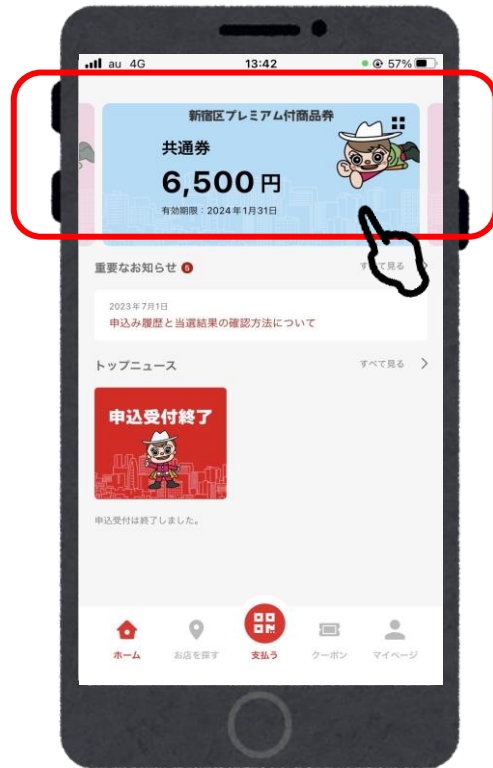 au 4G 13:42 57%
新宿区プレミアム付商品券
共通券
6,500 円
有効期限：2024年1月31日
重要なお知らせ 5 すべて見る
2023年7月1日
申込み履歴と当選結果の確認方法について
トップニュース すべて見る
申込受付終了
申込受付は終了しました。
ホーム お店を探す 支払う クーポン マイページ